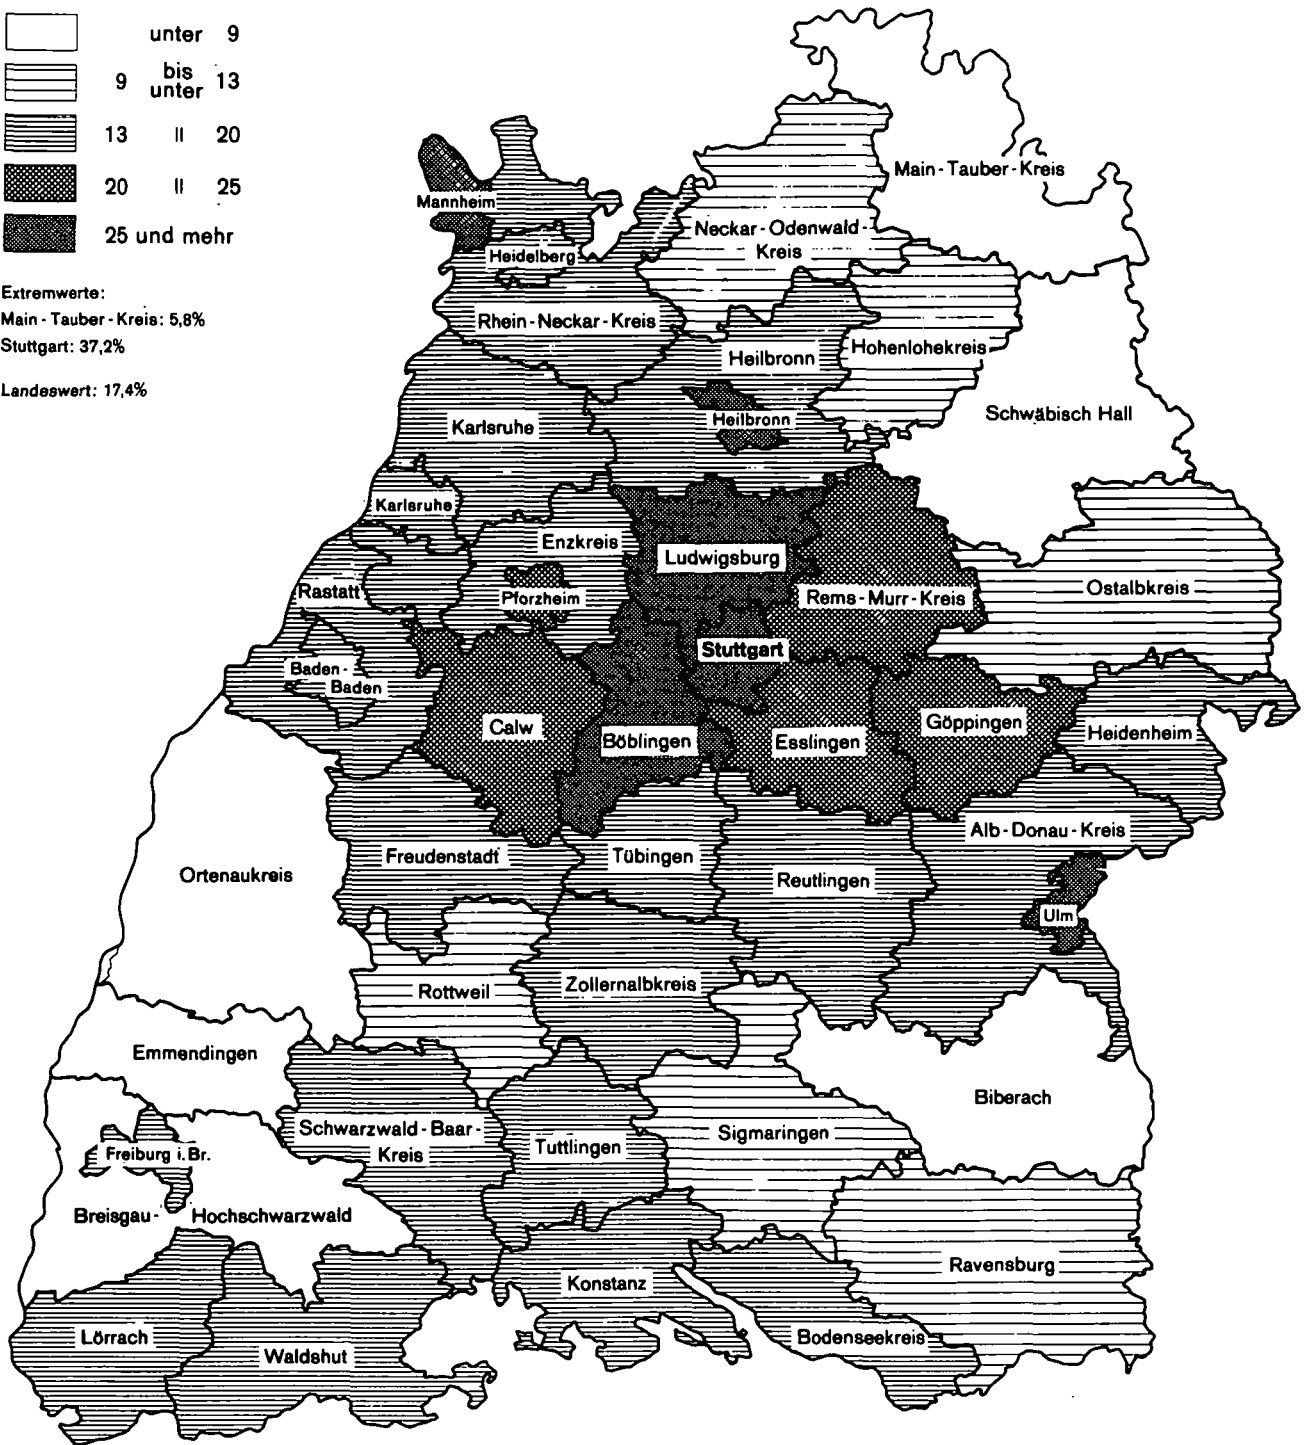 unter 9
9 bis unter 13
13 " 20
20 " 25
25 und mehr
Extremwerte:
Main-Tauber-Kreis: 5,8%
Stuttgart: 37,2%
Landeswert: 17,4%
Main-Tauber-Kreis
Mannheim
Neckar-Odenwald-
Kreis
Heidelberg
Rhein-Neckar-Kreis
Heilbronn
Hohenlohekreis
Schwäbisch Hall
Karlsruhe
Heilbronn
Karlsruhe
Enzkreis
Ludwigsburg
Ostalbkreis
Rastatt
Pforzheim
Rems-Murr-Kreis
Stuttgart
Baden-
Baden
Calw
Böblingen
Esslingen
Göppingen
Heidenheim
Alb-Donau-Kreis
Freudenstadt
Tübingen
Reutlingen
Ortenaukreis
Ulm
Rottweil
Zollernalbkreis
Emmendingen
Biberach
Schwarzwald-Baar-
Kreis
Tuttlingen
Sigmaringen
Freiburg i.Br.
Breisgau- Hochschwarzwald
Ravensburg
Konstanz
Lörrach
Waldshut
Bodenseekreis